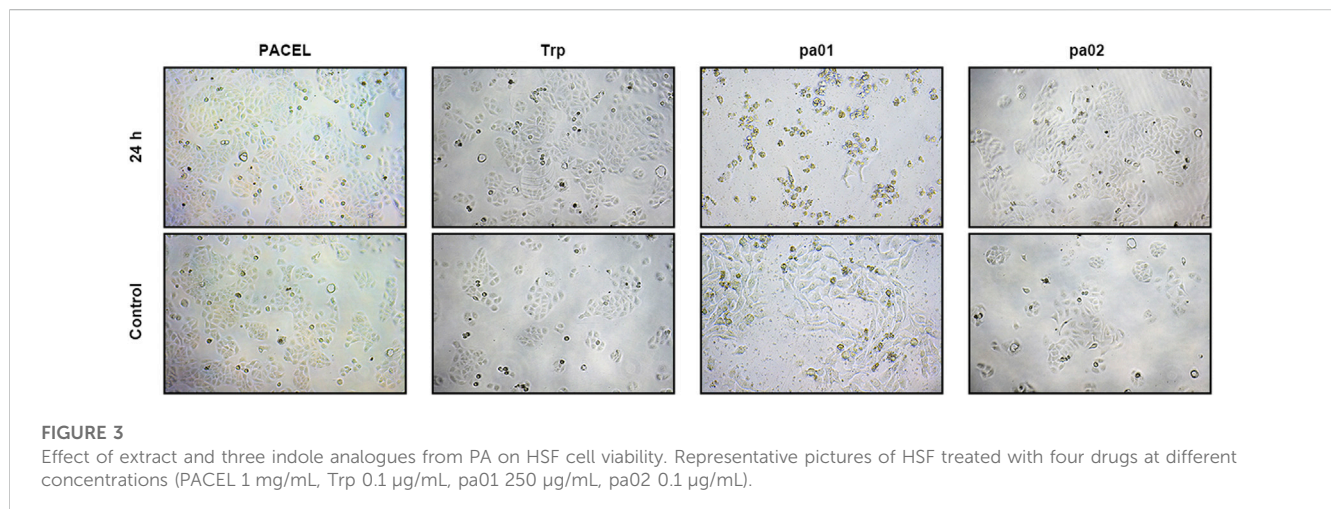 PACEL Trp pa01 pa02
24 h
Control
FIGURE 3
Effect of extract and three indole analogues from PA on HSF cell viability. Representative pictures of HSF treated with four drugs at different
concentrations (PACEL 1 mg/mL, Trp 0.1 μg/mL, pa01 250 μg/mL, pa02 0.1 μg/mL).